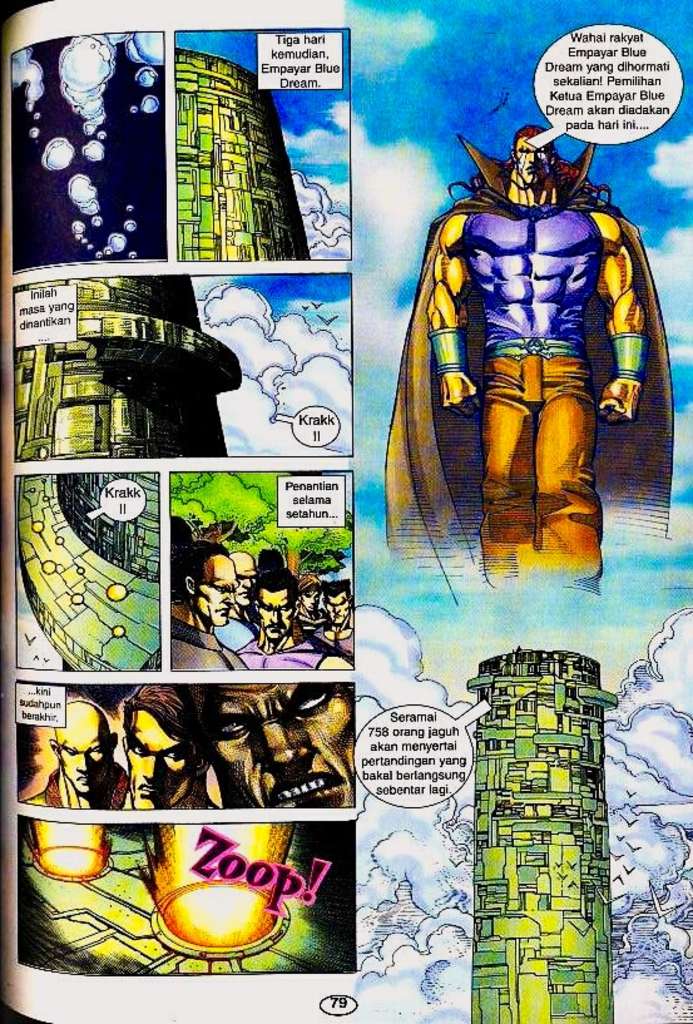 Tiga hari
kemudian,
Empayar Blue
Dream.
Inilah
masa yang
dinantikan
....
Krakk
!!
Krakk
!!
Penantian
selama
setahun...
...kini
sudahpun
berakhir.
Zoop!
Wahai rakyat
Empayar Blue
Dream yang dihormati
sekalian! Pemilihan
Ketua Empayar Blue
Dream akan diadakan
pada hari ini....
Seramai
758 orang jaguh
akan menyertai
pertandingan yang
bakal berlangsung
sebentar lagi.
79